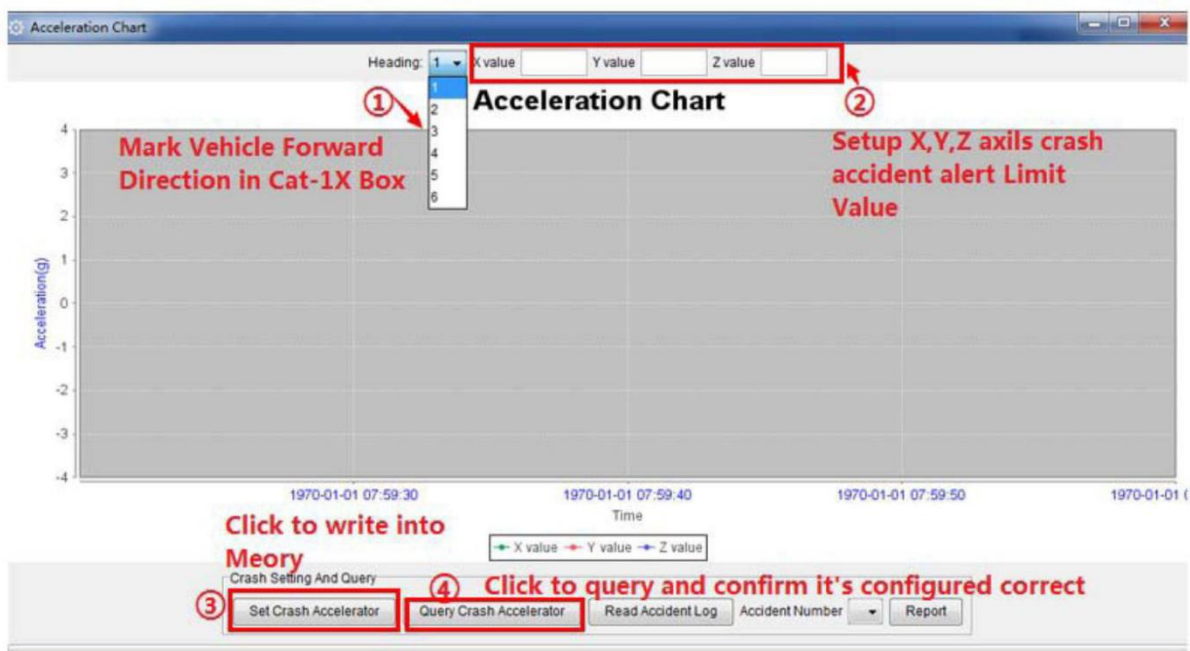 Acceleration Chart
Heading: 1 X value Y value Z value
1
2
3
4
5
6
①
②
Acceleration Chart
Mark Vehicle Forward
Direction in Cat-1X Box
Setup X,Y,Z axils crash
accident alert Limit
Value
4
3
2
1
0
-1
-2
-3
-4
Acceleration(g)
1970-01-01 07:59:30 1970-01-01 07:59:40 1970-01-01 07:59:50 1970-01-01
Time
X value Y value Z value
Click to write into
Meory
Crash Setting And Query
④ Click to query and confirm it's configured correct
③ Set Crash Accelerator Query Crash Accelerator Read Accident Log Accident Number Report